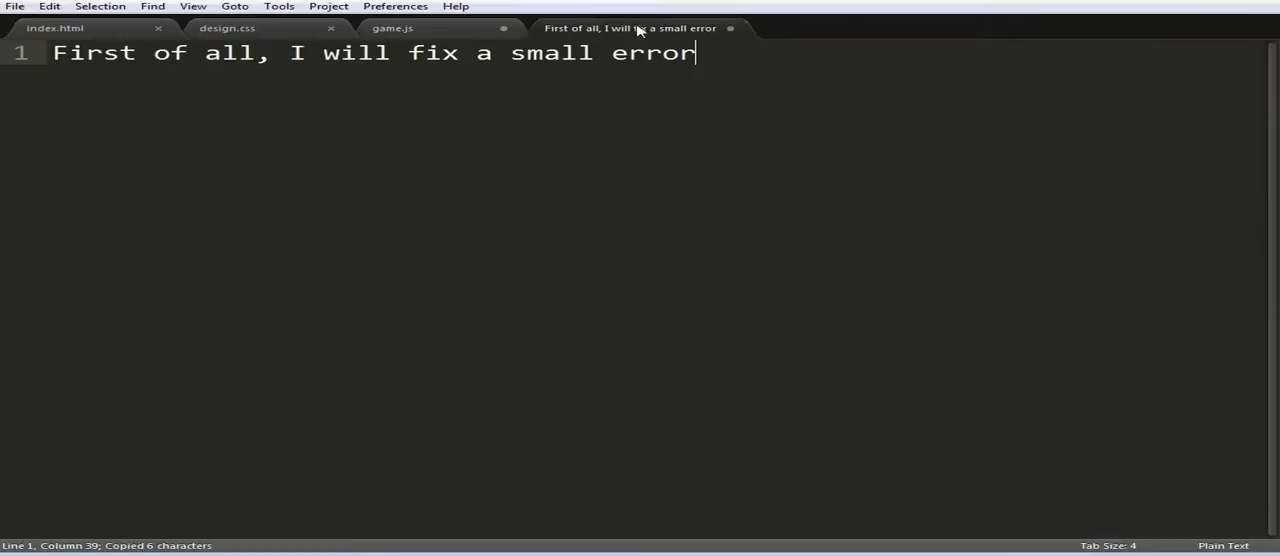 File Edit Selection Find View Goto Tools Project Preferences Help
index.html × design.css × game.js First of all, I will fix a small error
1 First of all, I will fix a small error
Line 1, Column 39; Copied 6 characters Tab Size: 4 Plain Text